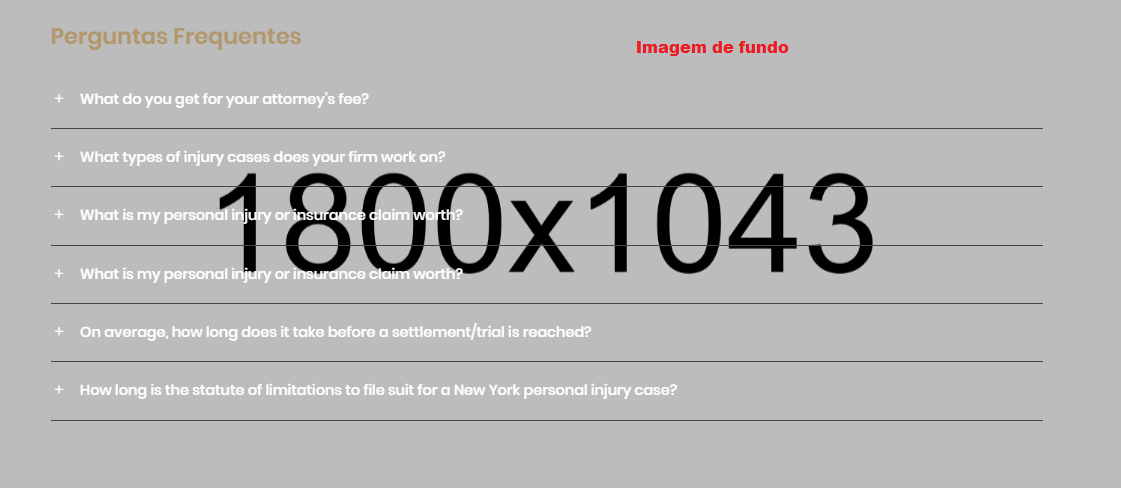 Perguntas Frequentes
Imagem de fundo
+ What do you get for your attorney's fee?
+ What types of injury cases does your firm work on?
1800x1043
+ What is my personal injury or insurance claim worth?
+ What is my personal injury or insurance claim worth?
+ On average, how long does it take before a settlement/trial is reached?
+ How long is the statute of limitations to file suit for a New York personal injury case?